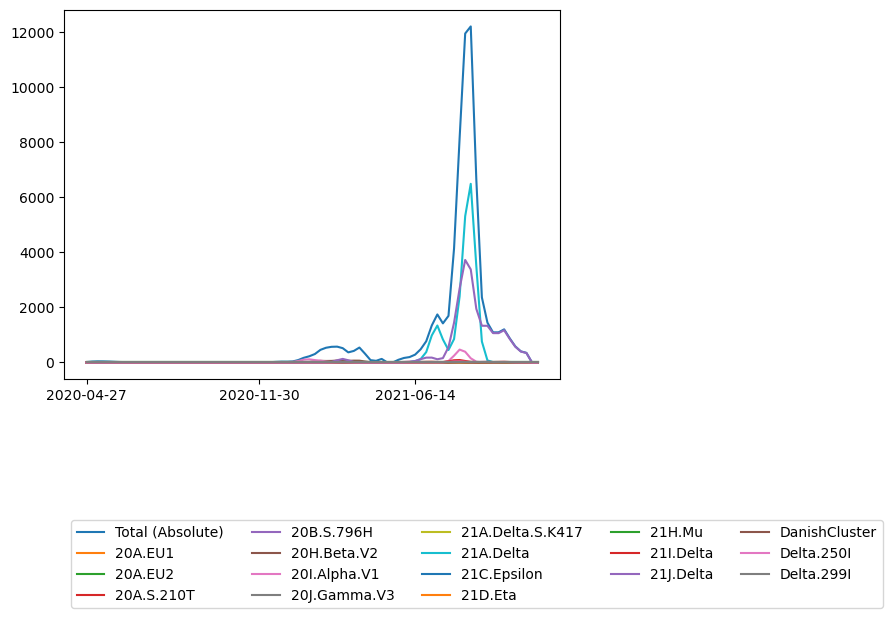 12000
10000
8000
6000
4000
2000
0
2020-04-27 2020-11-30 2021-06-14
Total (Absolute) 20B.S.796H 21A.Delta.S.K417 21H.Mu DanishCluster
20A.EU1 20H.Beta.V2 21A.Delta 21I.Delta Delta.250I
20A.EU2 20I.Alpha.V1 21C.Epsilon 21J.Delta Delta.299I
20A.S.210T 20J.Gamma.V3 21D.Eta